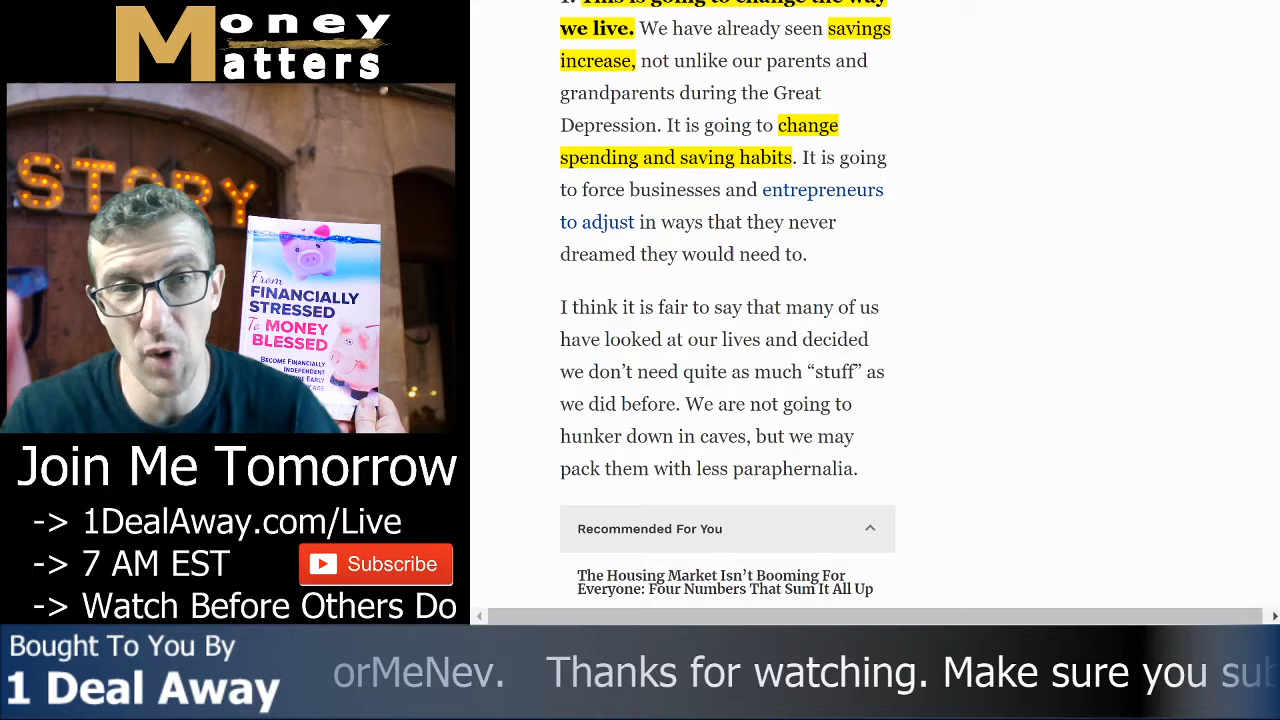 Money
Matters
STORY
From
FINANCIALLY
STRESSED
To MONEY
BLESSED
BECOME FINANCIALLY
INDEPENDENT
EARLY
AGE
Join Me Tomorrow
-> 1DealAway.com/Live
-> 7 AM EST
Subscribe
-> Watch Before Others Do
we live. We have already seen savings
increase, not unlike our parents and
grandparents during the Great
Depression. It is going to change
spending and saving habits. It is going
to force businesses and entrepreneurs
to adjust in ways that they never
dreamed they would need to.
I think it is fair to say that many of us
have looked at our lives and decided
we don’t need quite as much “stuff” as
we did before. We are not going to
hunker down in caves, but we may
pack them with less paraphernalia.
Recommended For You
The Housing Market Isn’t Booming For
Everyone: Four Numbers That Sum It All Up
Bought To You By
1 Deal Away
orMeNev. Thanks for watching. Make sure you sub